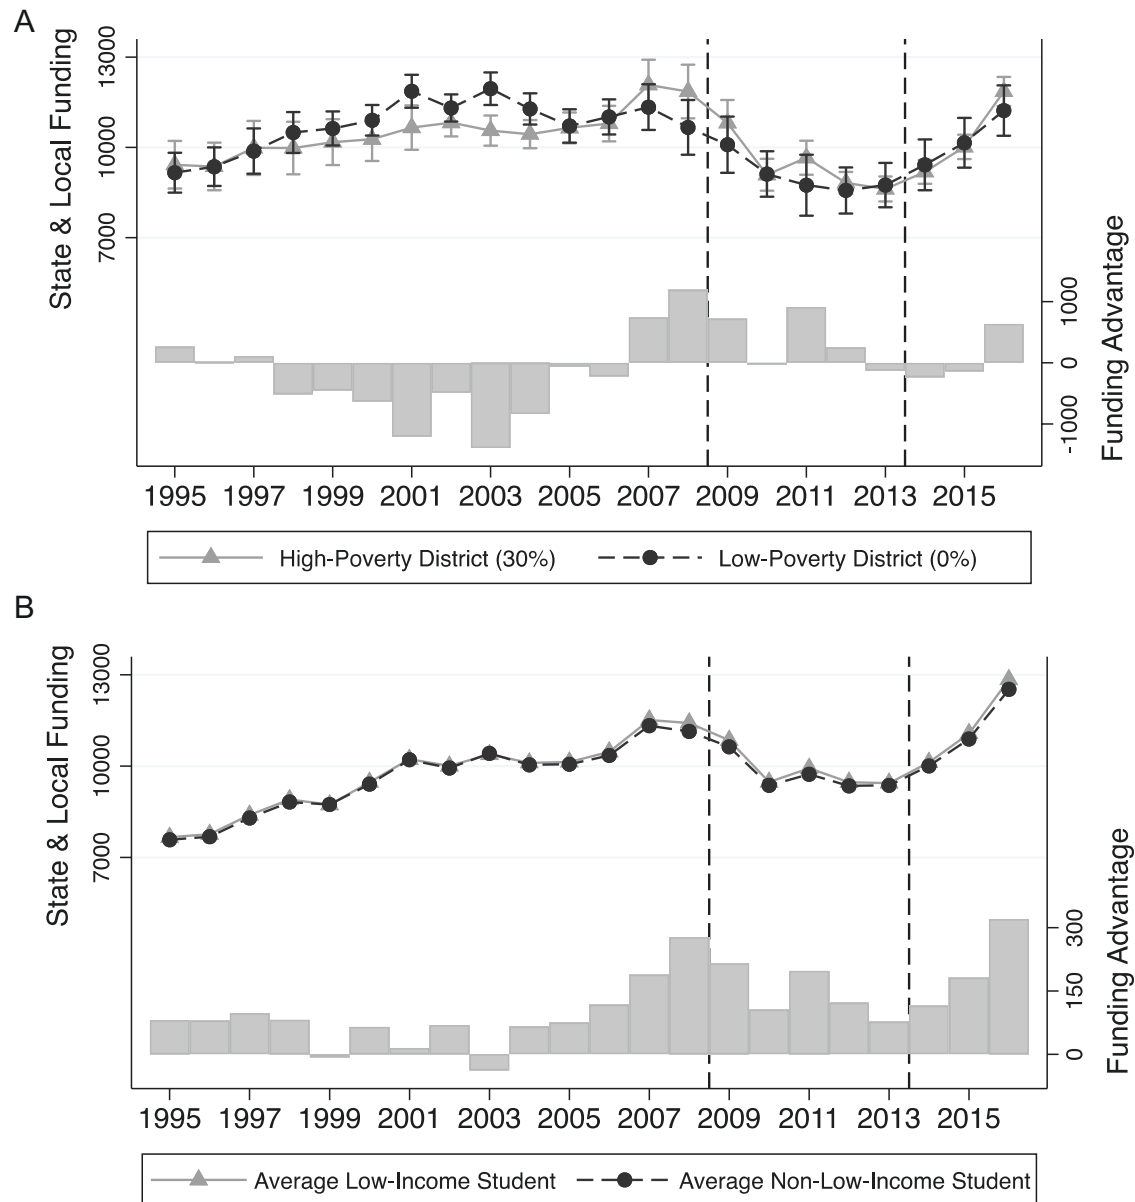 A
State & Local Funding
13000
10000
7000
Funding Advantage
1000
0
-1000
1995 1997 1999 2001 2003 2005 2007 2009 2011 2013 2015
High-Poverty District (30%) Low-Poverty District (0%)
B
State & Local Funding
13000
10000
7000
Funding Advantage
300
150
0
1995 1997 1999 2001 2003 2005 2007 2009 2011 2013 2015
Average Low-Income Student Average Non-Low-Income Student